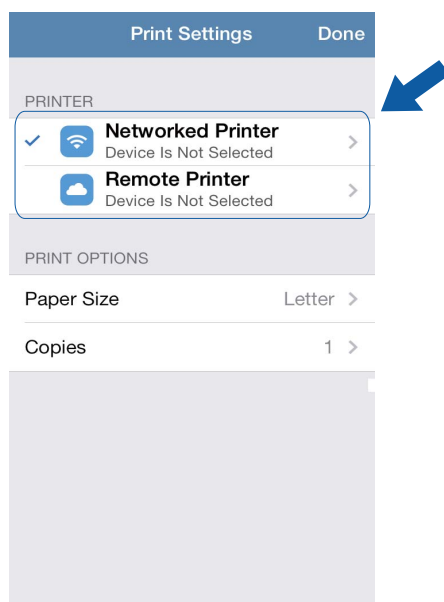 Print Settings Done
PRINTER
Networked Printer
Device Is Not Selected
Remote Printer
Device Is Not Selected
PRINT OPTIONS
Paper Size Letter
Copies 1